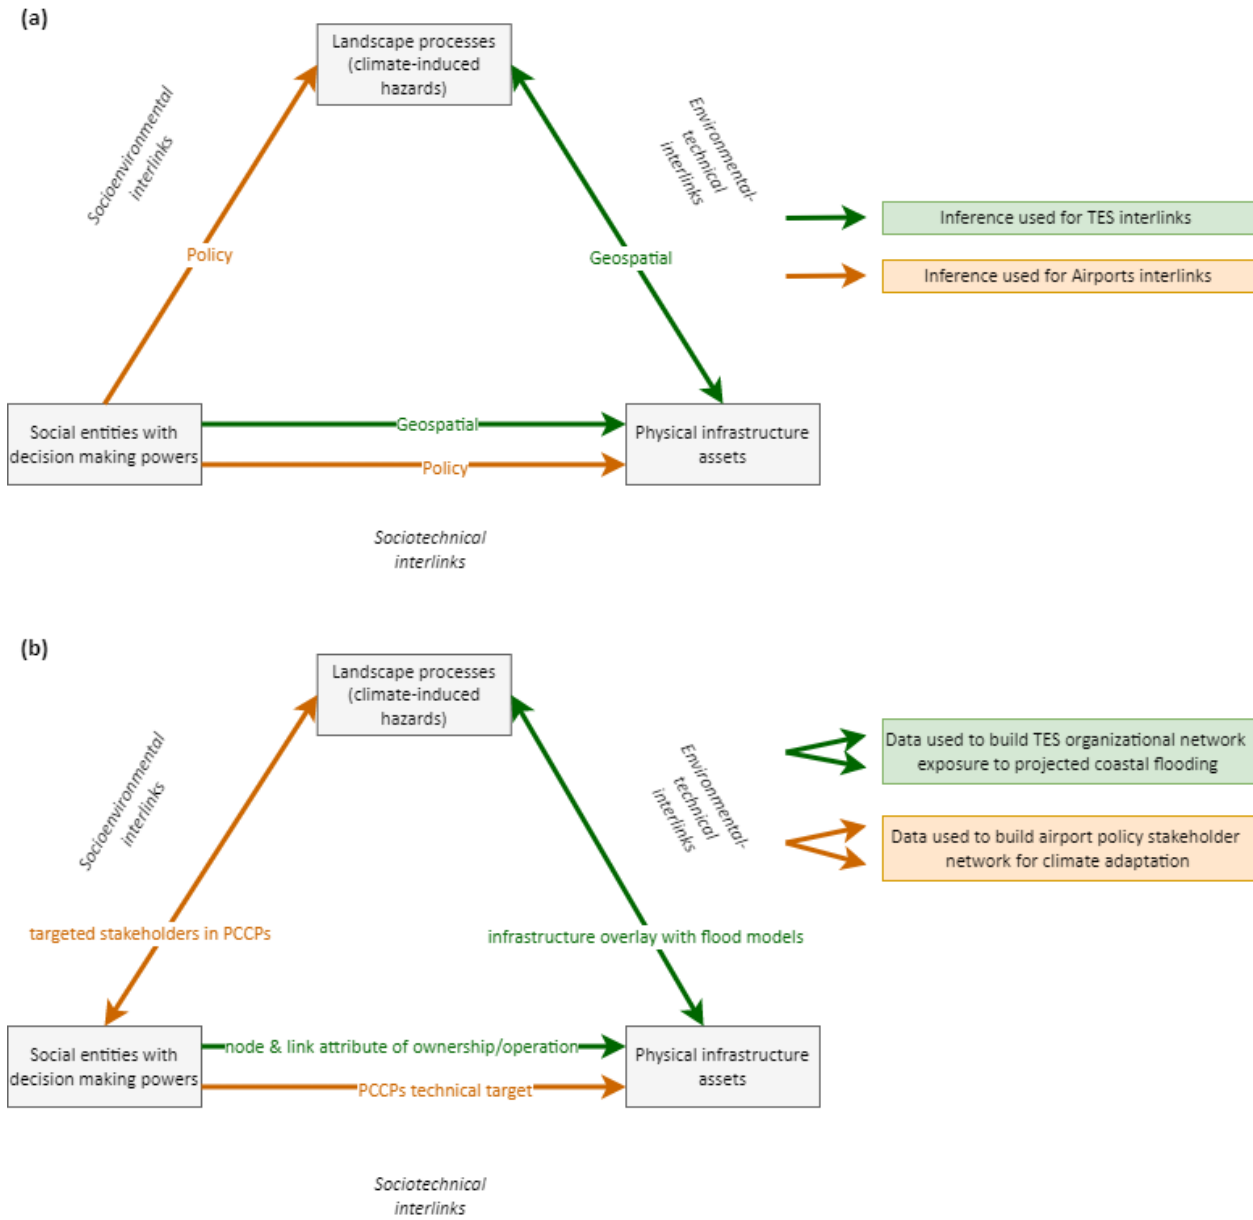 (a)
Landscape processes
(climate-induced
hazards)
Socioenvironmental
interlinks
Environmental-
technical
interlinks
Inference used for TES interlinks
Policy
Geospatial
Inference used for Airports interlinks
Social entities with
decision making powers
Geospatial
Policy
Physical infrastructure
assets
Sociotechnical
interlinks
(b)
Landscape processes
(climate-induced
hazards)
Socioenvironmental
interlinks
Environmental-
technical
interlinks
Data used to build TES organizational network
exposure to projected coastal flooding
Data used to build airport policy stakeholder
network for climate adaptation
targeted stakeholders in PCCPs
infrastructure overlay with flood models
Social entities with
decision making powers
node & link attribute of ownership/operation
PCCPs technical target
Physical infrastructure
assets
Sociotechnical
interlinks